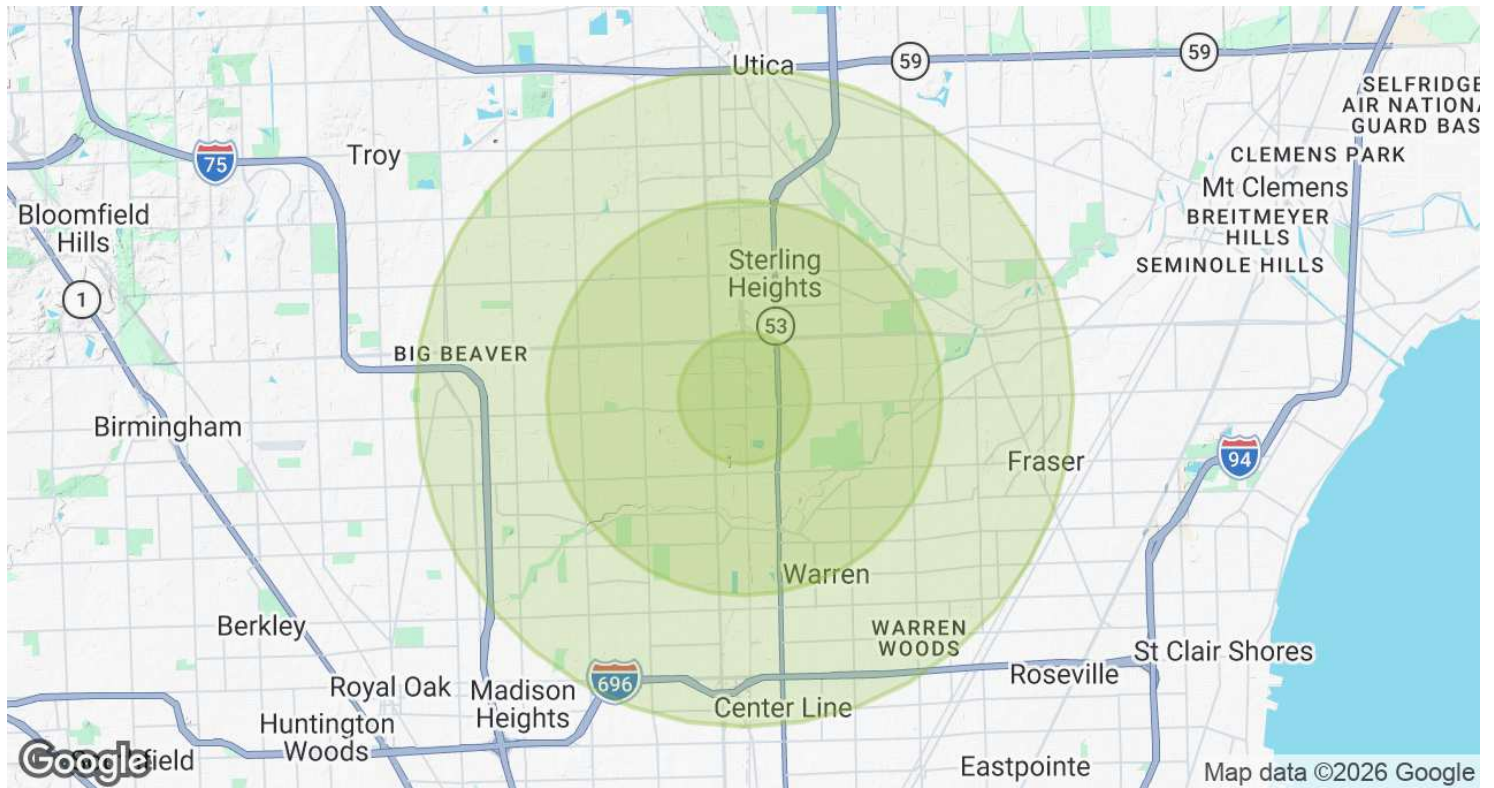 Utica
59
59
SELFRIDGE
AIR NATIONA
GUARD BAS
75
Troy
CLEMENS PARK
Mt Clemens
Bloomfield
Hills
BREITMEYER
HILLS
Sterling
Heights
SEMINOLE HILLS
1
53
BIG BEAVER
Birmingham
Fraser
94
Warren
Berkley
WARREN
WOODS
St Clair Shores
Roseville
696
Royal Oak
Madison
Heights
Center Line
Huntington
Woods
Google
field
Eastpointe
Map data ©2026 Google